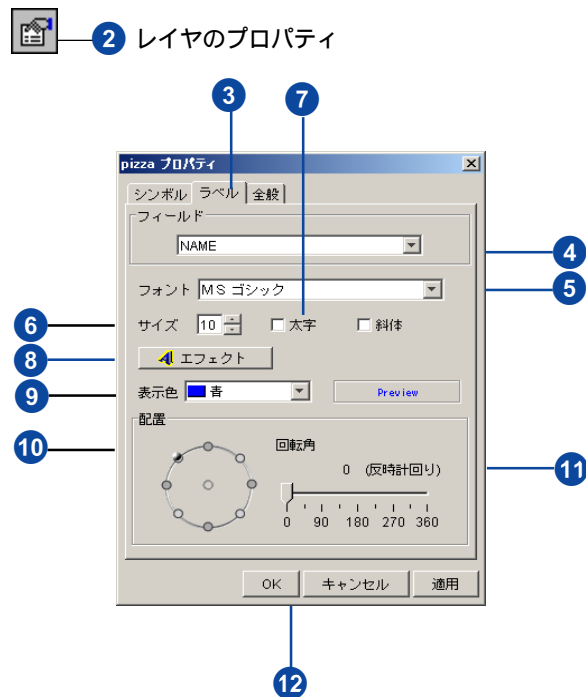 2 レイヤのプロパティ
3 7
pizza プロパティ
シンボル ラベル 全般
フィールド
NAME
4
フォント MS ゴシック
5
6 サイズ 10 太字 斜体
8 エフェクト
9 表示色 青 Preview
配置
10 回転角
0 (反時計回り)
11
0 90 180 270 360
OK キャンセル 適用
12